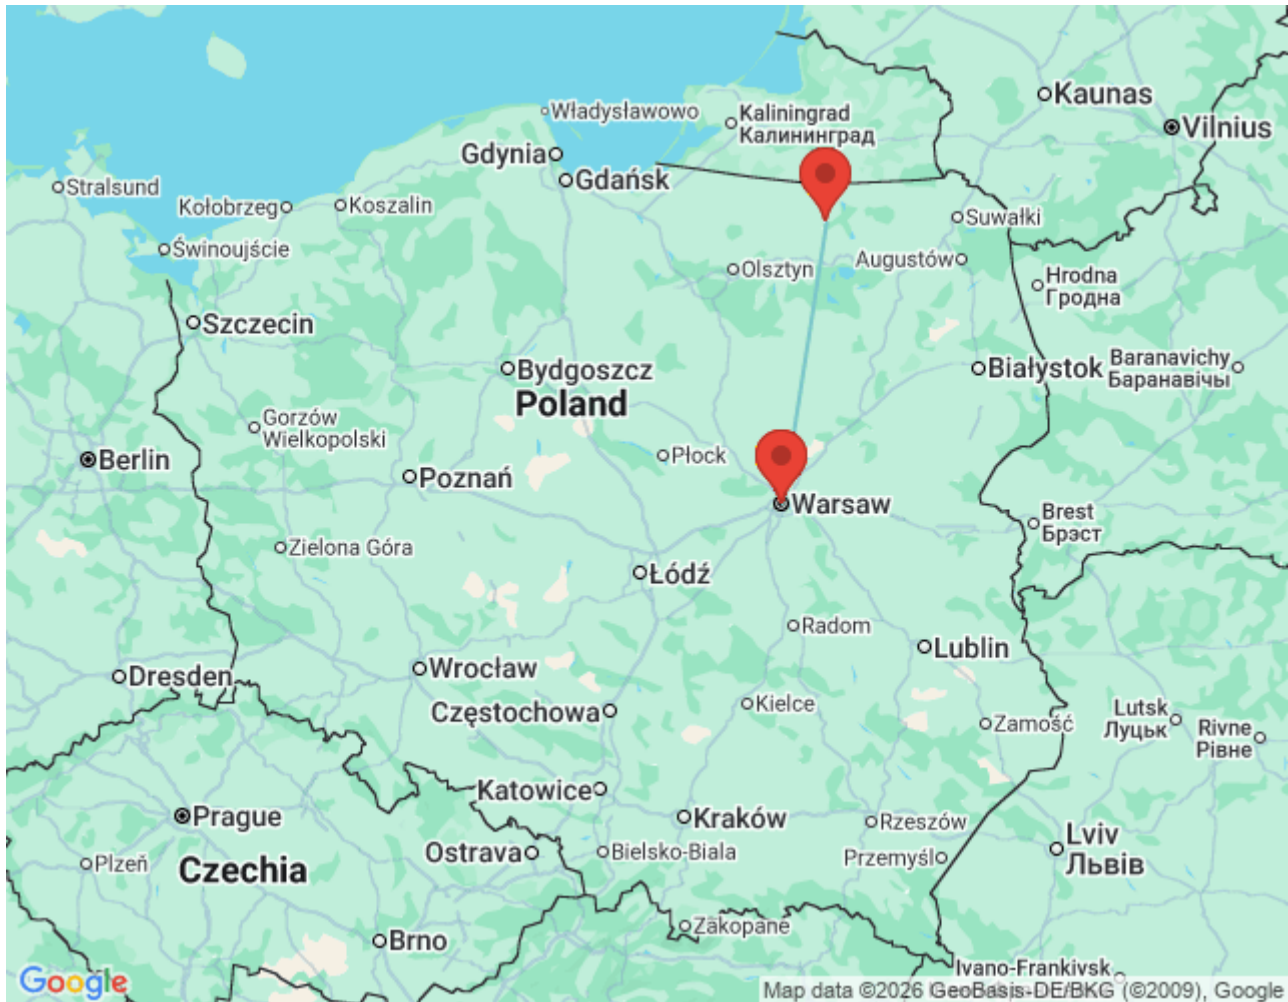 Kaunas
Kaliningrad
Калининград
Władysławowo
Vilnius
Gdynia
Gdańsk
Stralsund
Kołobrzeg
Koszalin
Suwałki
Świnoujście
Olsztyn
Augustów
Hrodna
Гродна
Szczecin
Bydgoszcz
Białystok
Baranavichy
Баранавічы
Poland
Gorzów
Wielkopolski
Berlin
Płock
Poznań
Warsaw
Brest
Брэст
Zielona Góra
Łódź
Radom
Lublin
Wrocław
Dresden
Częstochowa
Kielce
Zamość
Lutsk
Луцьк
Rivne
Рівне
Katowice
Prague
Kraków
Rzeszów
Lviv
Львів
Ostrava
Bielsko-Biala
Przemyśl
Plzeň
Czechia
Zakopane
Brno
Ivano-Frankivsk
Google
Map data ©2026 GeoBasis-DE/BKG (©2009), Google